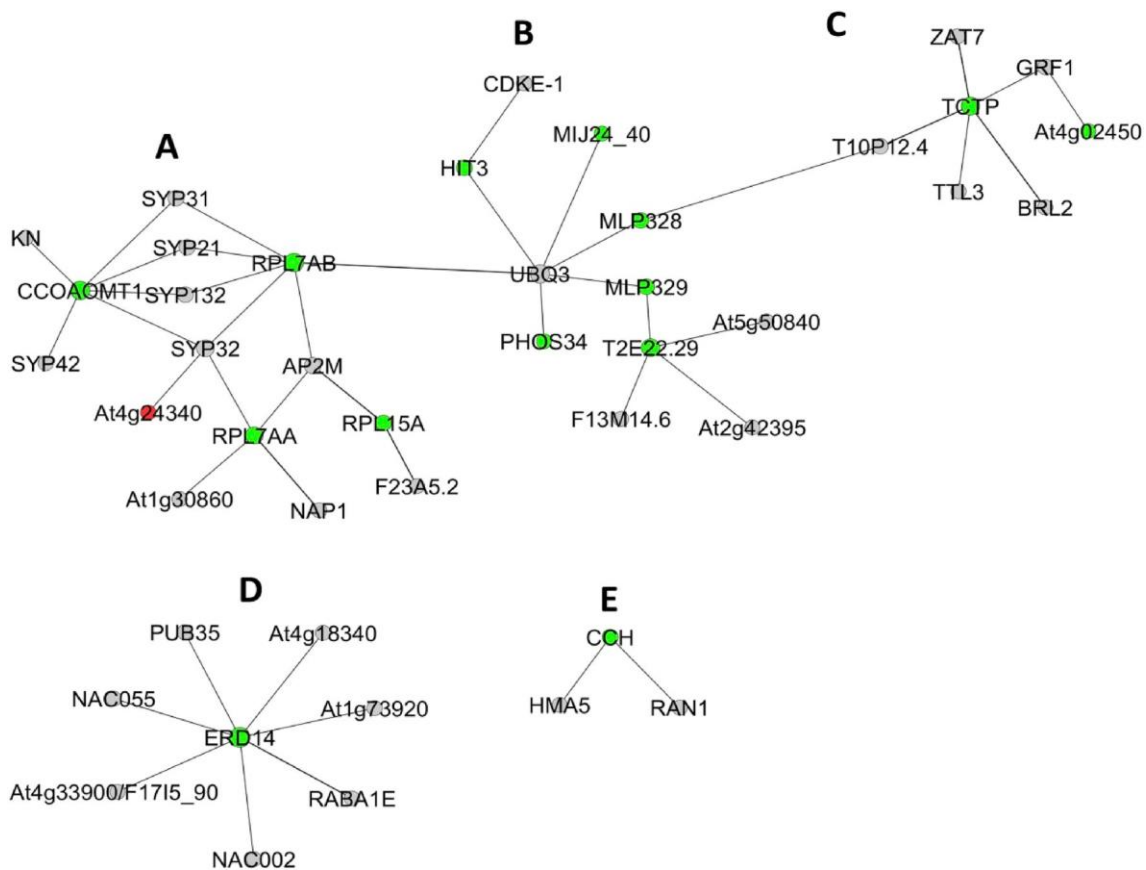 A
B
C
D
E
ZAT7
GRF1
TCTP
At4g02450
T10P12.4
TTL3
BRL2
CDKE-1
MIJ24_40
HIT3
MLP328
UBQ3
MLP329
PHOS34
T2E22.29
At5g50840
F13M14.6
At2g42395
SYP31
KN
SYP21
RPL7AB
CCOAOMT1
SYP132
SYP42
SYP32
AP2M
At4g24340
RPL7AA
RPL15A
At1g30860
NAP1
F23A5.2
PUB35
At4g18340
NAC055
At1g73920
ERD14
At4g33900/F17I5_90
RABA1E
NAC002
CCH
HMA5
RAN1